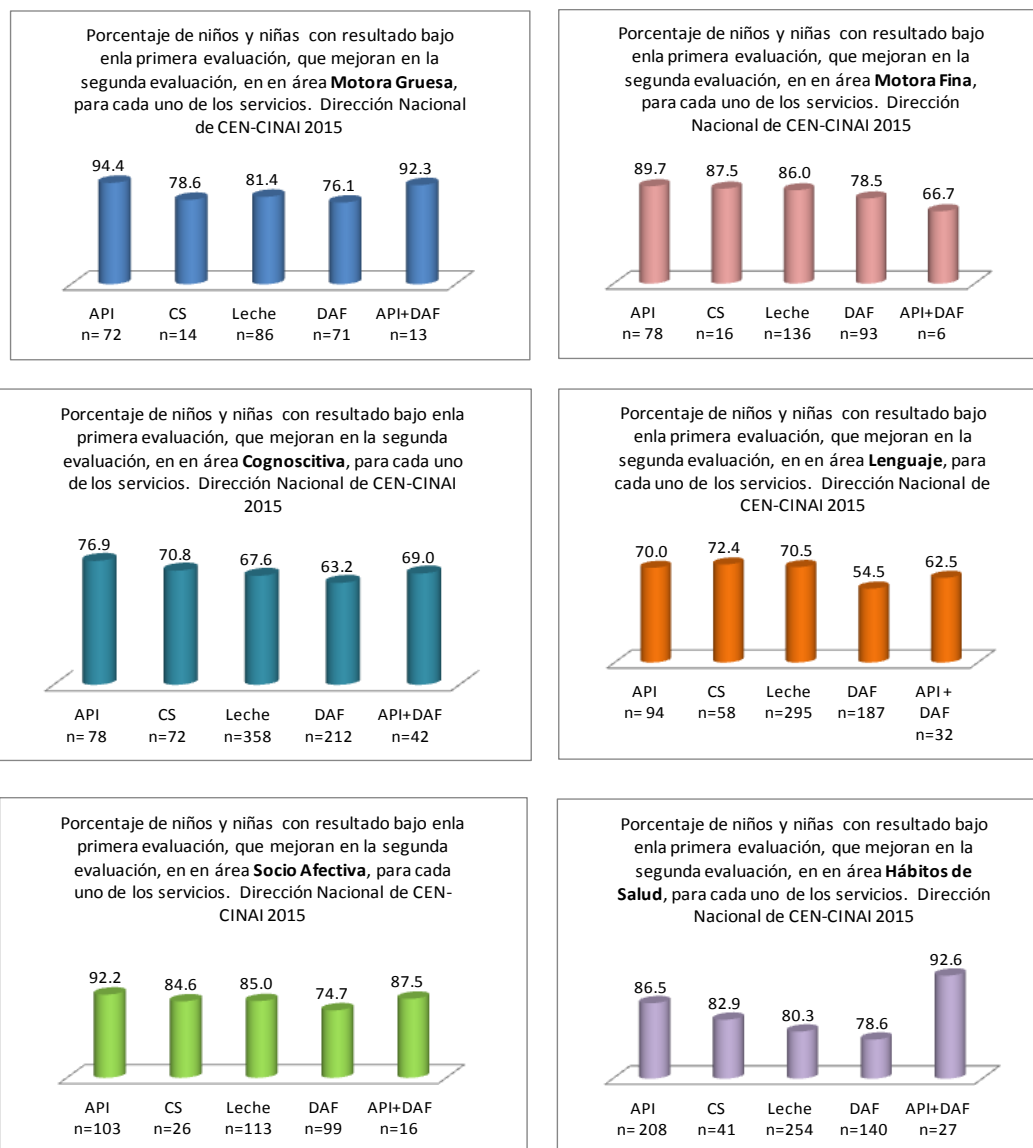 Porcentaje de niños y niñas con resultado bajo
enla primera evaluación, que mejoran en la
segunda evaluación, en en área Motora Gruesa,
para cada uno de los servicios. Dirección Nacional
de CEN-CINAI 2015
94.4
78.6
81.4
76.1
92.3
API
n= 72
CS
n=14
Leche
n=86
DAF
n=71
API+DAF
n=13
Porcentaje de niños y niñas con resultado bajo
enla primera evaluación, que mejoran en la
segunda evaluación, en en área Motora Fina,
para cada uno de los servicios. Dirección
Nacional de CEN-CINAI 2015
89.7
87.5
86.0
78.5
66.7
API
n= 78
CS
n=16
Leche
n=136
DAF
n=93
API+DAF
n=6
Porcentaje de niños y niñas con resultado bajo enla
primera evaluación, que mejoran en la segunda
evaluación, en en área Cognoscitiva, para cada uno
de los servicios. Dirección Nacional de CEN-CINAI
2015
76.9
70.8
67.6
63.2
69.0
API
n= 78
CS
n=72
Leche
n=358
DAF
n=212
API+DAF
n=42
Porcentaje de niños y niñas con resultado bajo
enla primera evaluación, que mejoran en la
segunda evaluación, en en área Lenguaje, para
cada uno de los servicios. Dirección Nacional de
CEN-CINAI 2015
70.0
72.4
70.5
54.5
62.5
API
n= 94
CS
n=58
Leche
n=295
DAF
n=187
API +
DAF
n=32
Porcentaje de niños y niñas con resultado bajo enla
primera evaluación, que mejoran en la segunda
evaluación, en en área Socio Afectiva, para cada
uno de los servicios. Dirección Nacional de CEN-
CINAI 2015
92.2
84.6
85.0
74.7
87.5
API
n=103
CS
n=26
Leche
n=113
DAF
n=99
API+DAF
n=16
Porcentaje de niños y niñas con resultado bajo
enla primera evaluación, que mejoran en la
segunda evaluación, en en área Hábitos de
Salud, para cada uno de los servicios. Dirección
Nacional de CEN-CINAI 2015
86.5
82.9
80.3
78.6
92.6
API
n= 208
CS
n=41
Leche
n=254
DAF
n=140
API+DAF
n=27